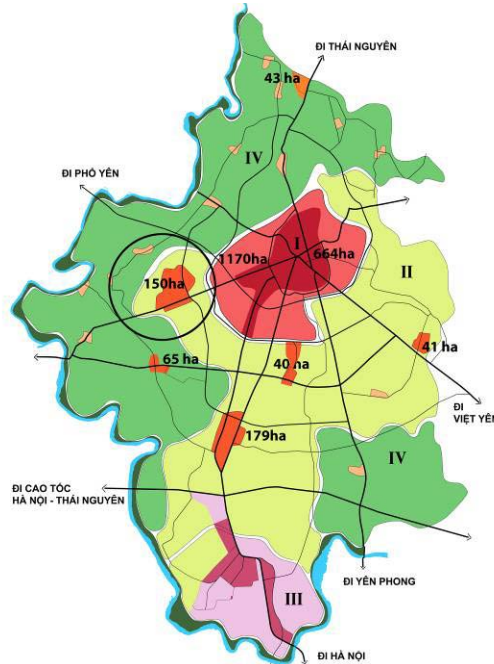 ĐI THÁI NGUYÊN
43 ha
IV
ĐI PHỔ YÊN
I
1170ha
664ha
II
150ha
65 ha
40 ha
41 ha
ĐI
VIỆT YÊN
179ha
IV
ĐI CAO TỐC
HÀ NỘI - THÁI NGUYÊN
ĐI YÊN PHONG
III
ĐI HÀ NỘI